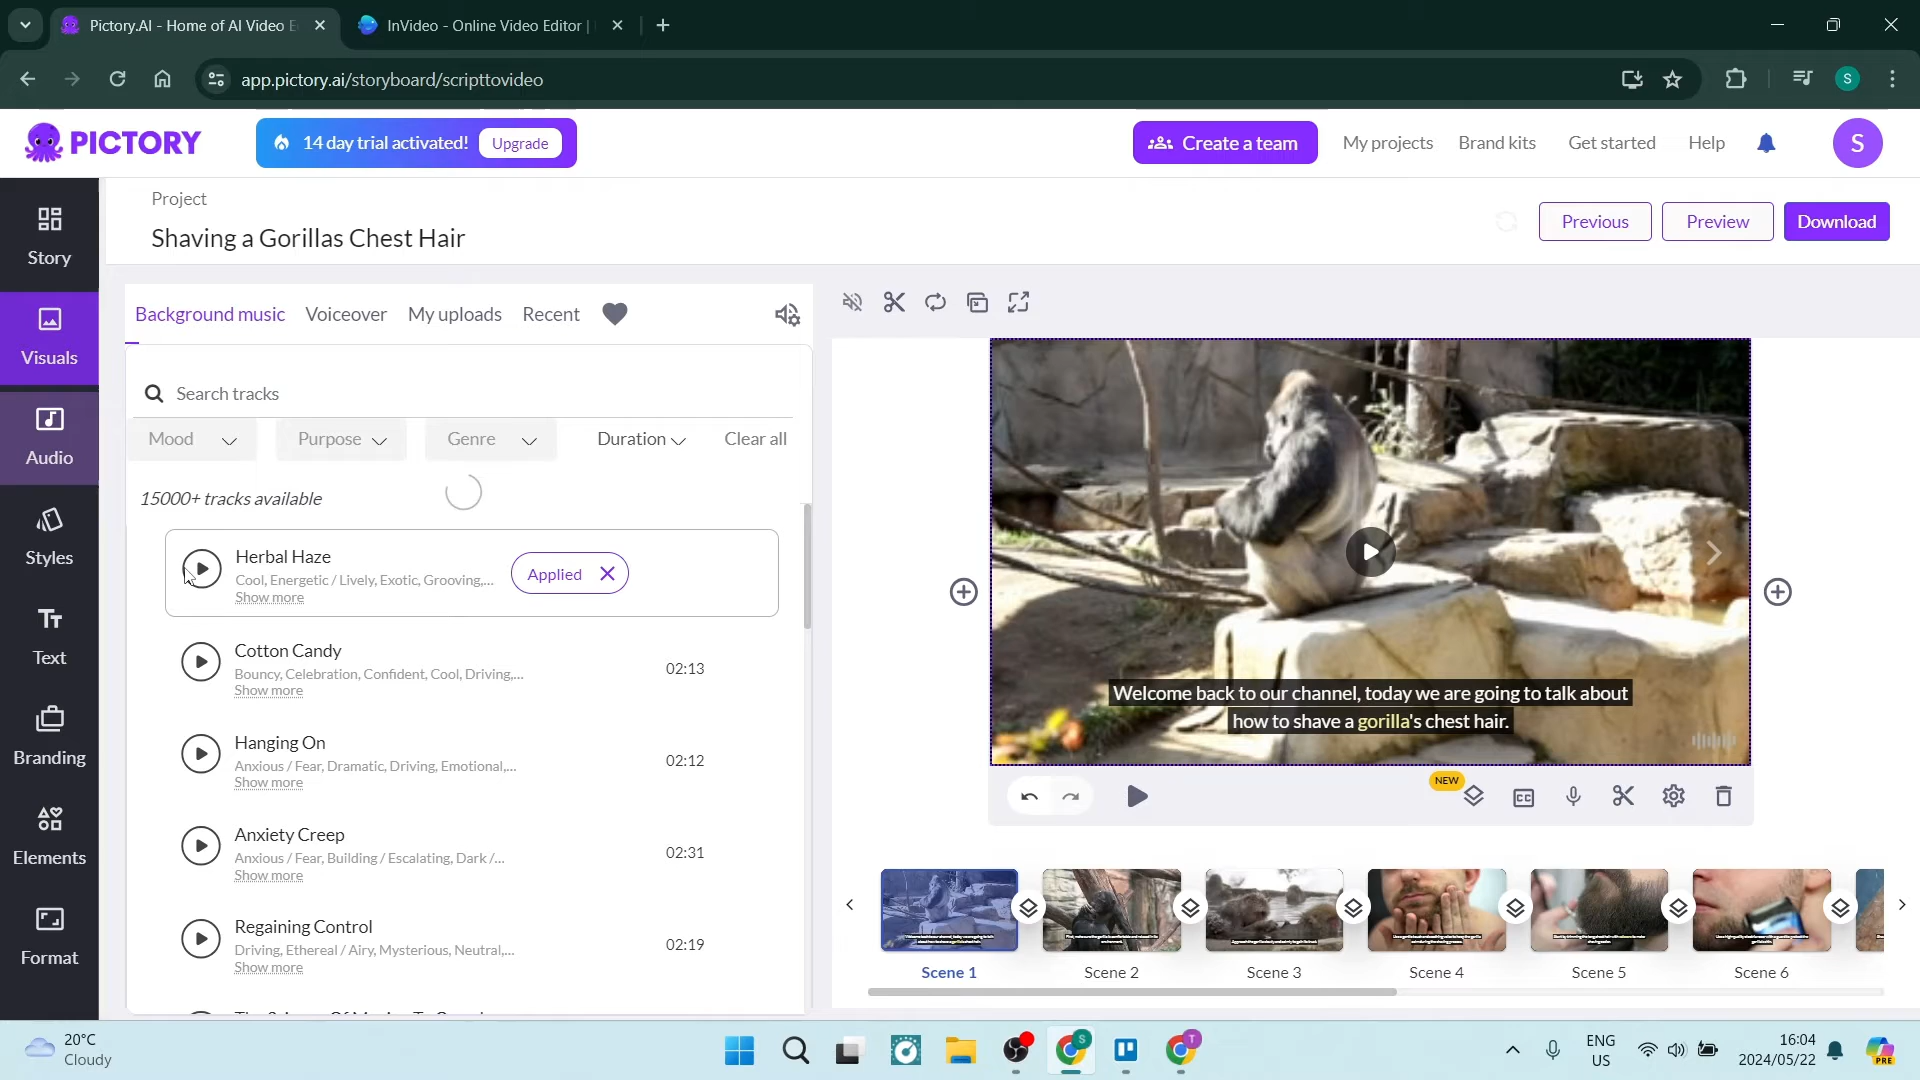 Pictory.AI - Home of AI Video E
InVideo - Online Video Editor |
app.pictory.ai/storyboard/scripttovideo
S
PICTORY
14 day trial activated!
Upgrade
Create a team
My projects
Brand kits
Get started
Help
S
Project
Shaving a Gorillas Chest Hair
Previous
Preview
Download
Story
Visuals
Audio
Styles
Text
Branding
Elements
Format
Background music
Voiceover
My uploads
Recent
Search tracks
Mood
Purpose
Genre
Duration
Clear all
15000+ tracks available
Herbal Haze
Cool, Energetic / Lively, Exotic, Grooving,...
Show more
Applied
Cotton Candy
Bouncy, Celebration, Confident, Cool, Driving,...
Show more
02:13
Hanging On
Anxious / Fear, Dramatic, Driving, Emotional,...
Show more
02:12
Anxiety Creep
Anxious / Fear, Building / Escalating, Dark /...
Show more
02:31
Regaining Control
Driving, Ethereal / Airy, Mysterious, Neutral,...
Show more
02:19
Welcome back to our channel, today we are going to talk about
how to shave a gorilla's chest hair.
NEW
CC
Scene 1
Scene 2
Scene 3
Scene 4
Scene 5
Scene 6
20°C
Cloudy
S
T
ENG
US
16:04
2024/05/22
PRE